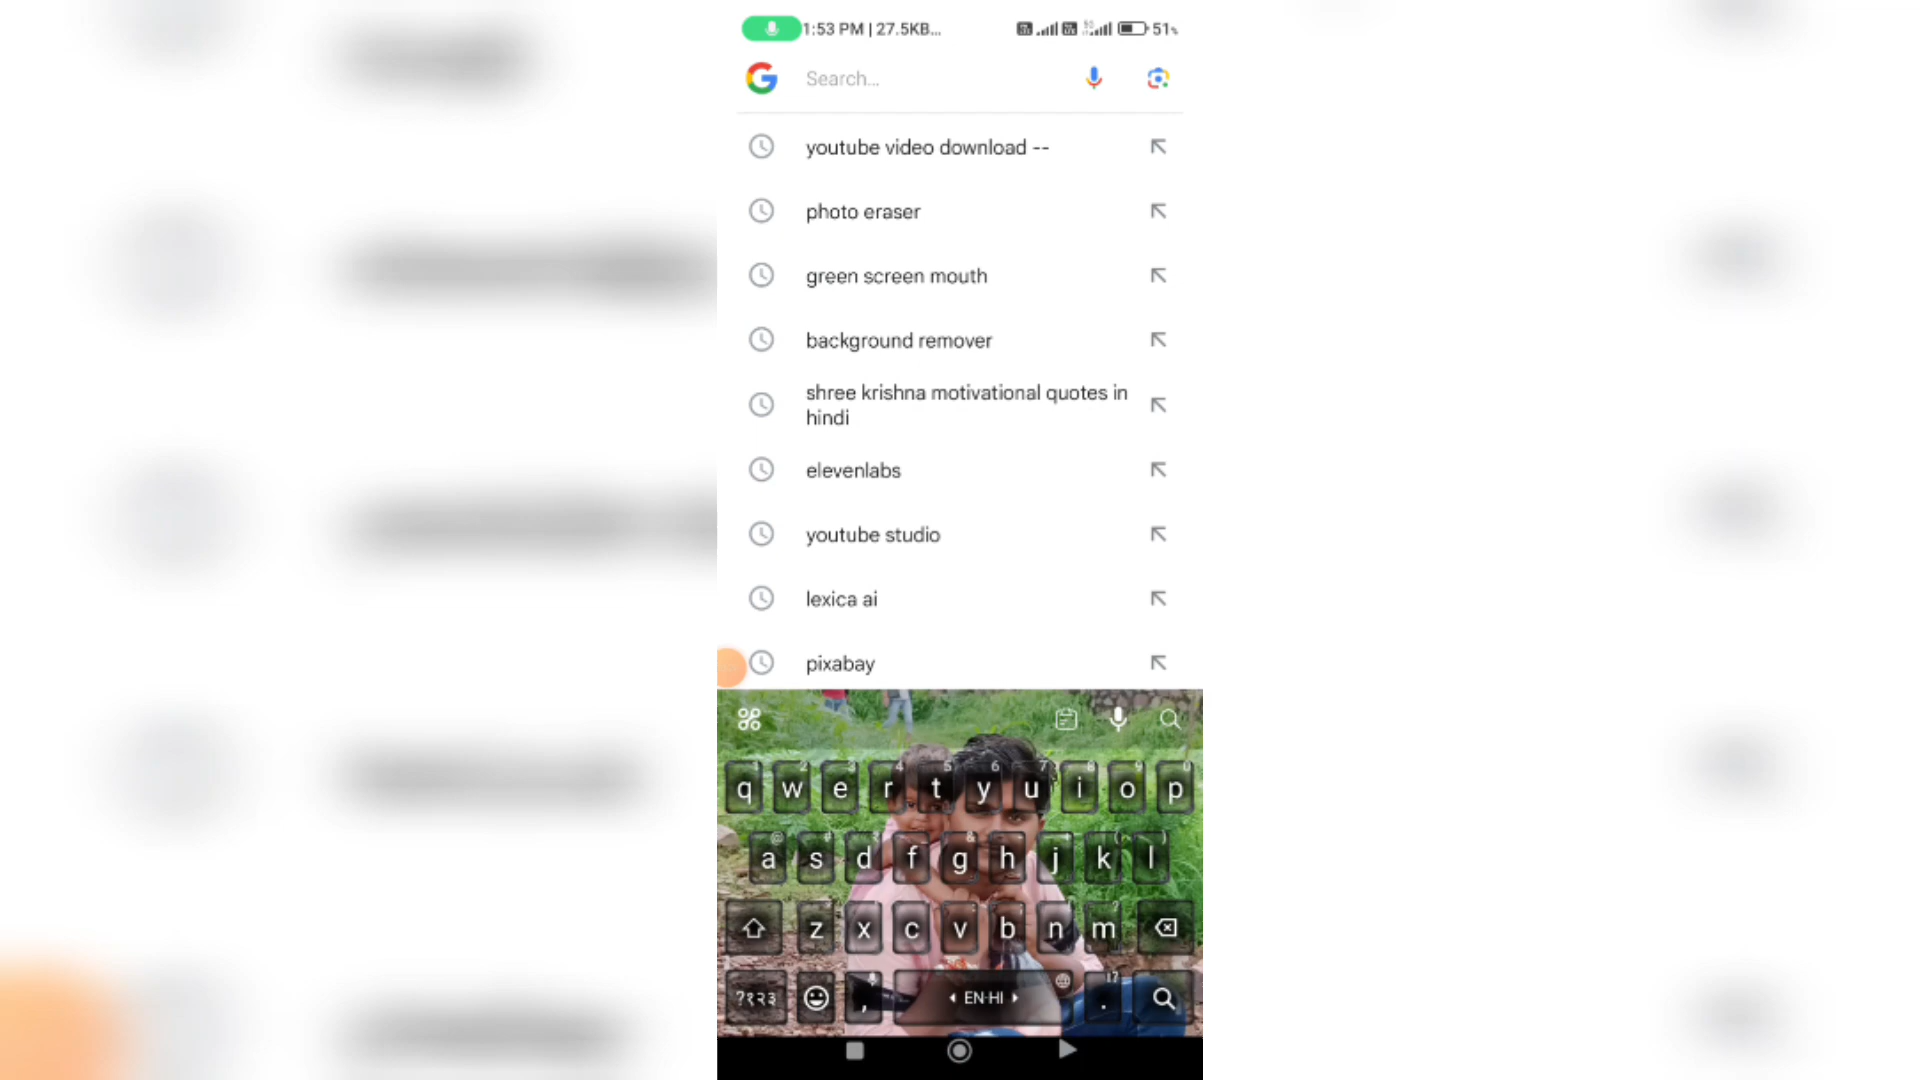 1:53 PM | 27.5KB... 51%
Search...
youtube video download --
photo eraser
green screen mouth
background remover
shree krishna motivational quotes in
hindi
elevenlabs
youtube studio
lexica ai
pixabay
q w e r t y u i o p
a s d f g h j k l
z x c v b n m
?१२३ , EN·HI .